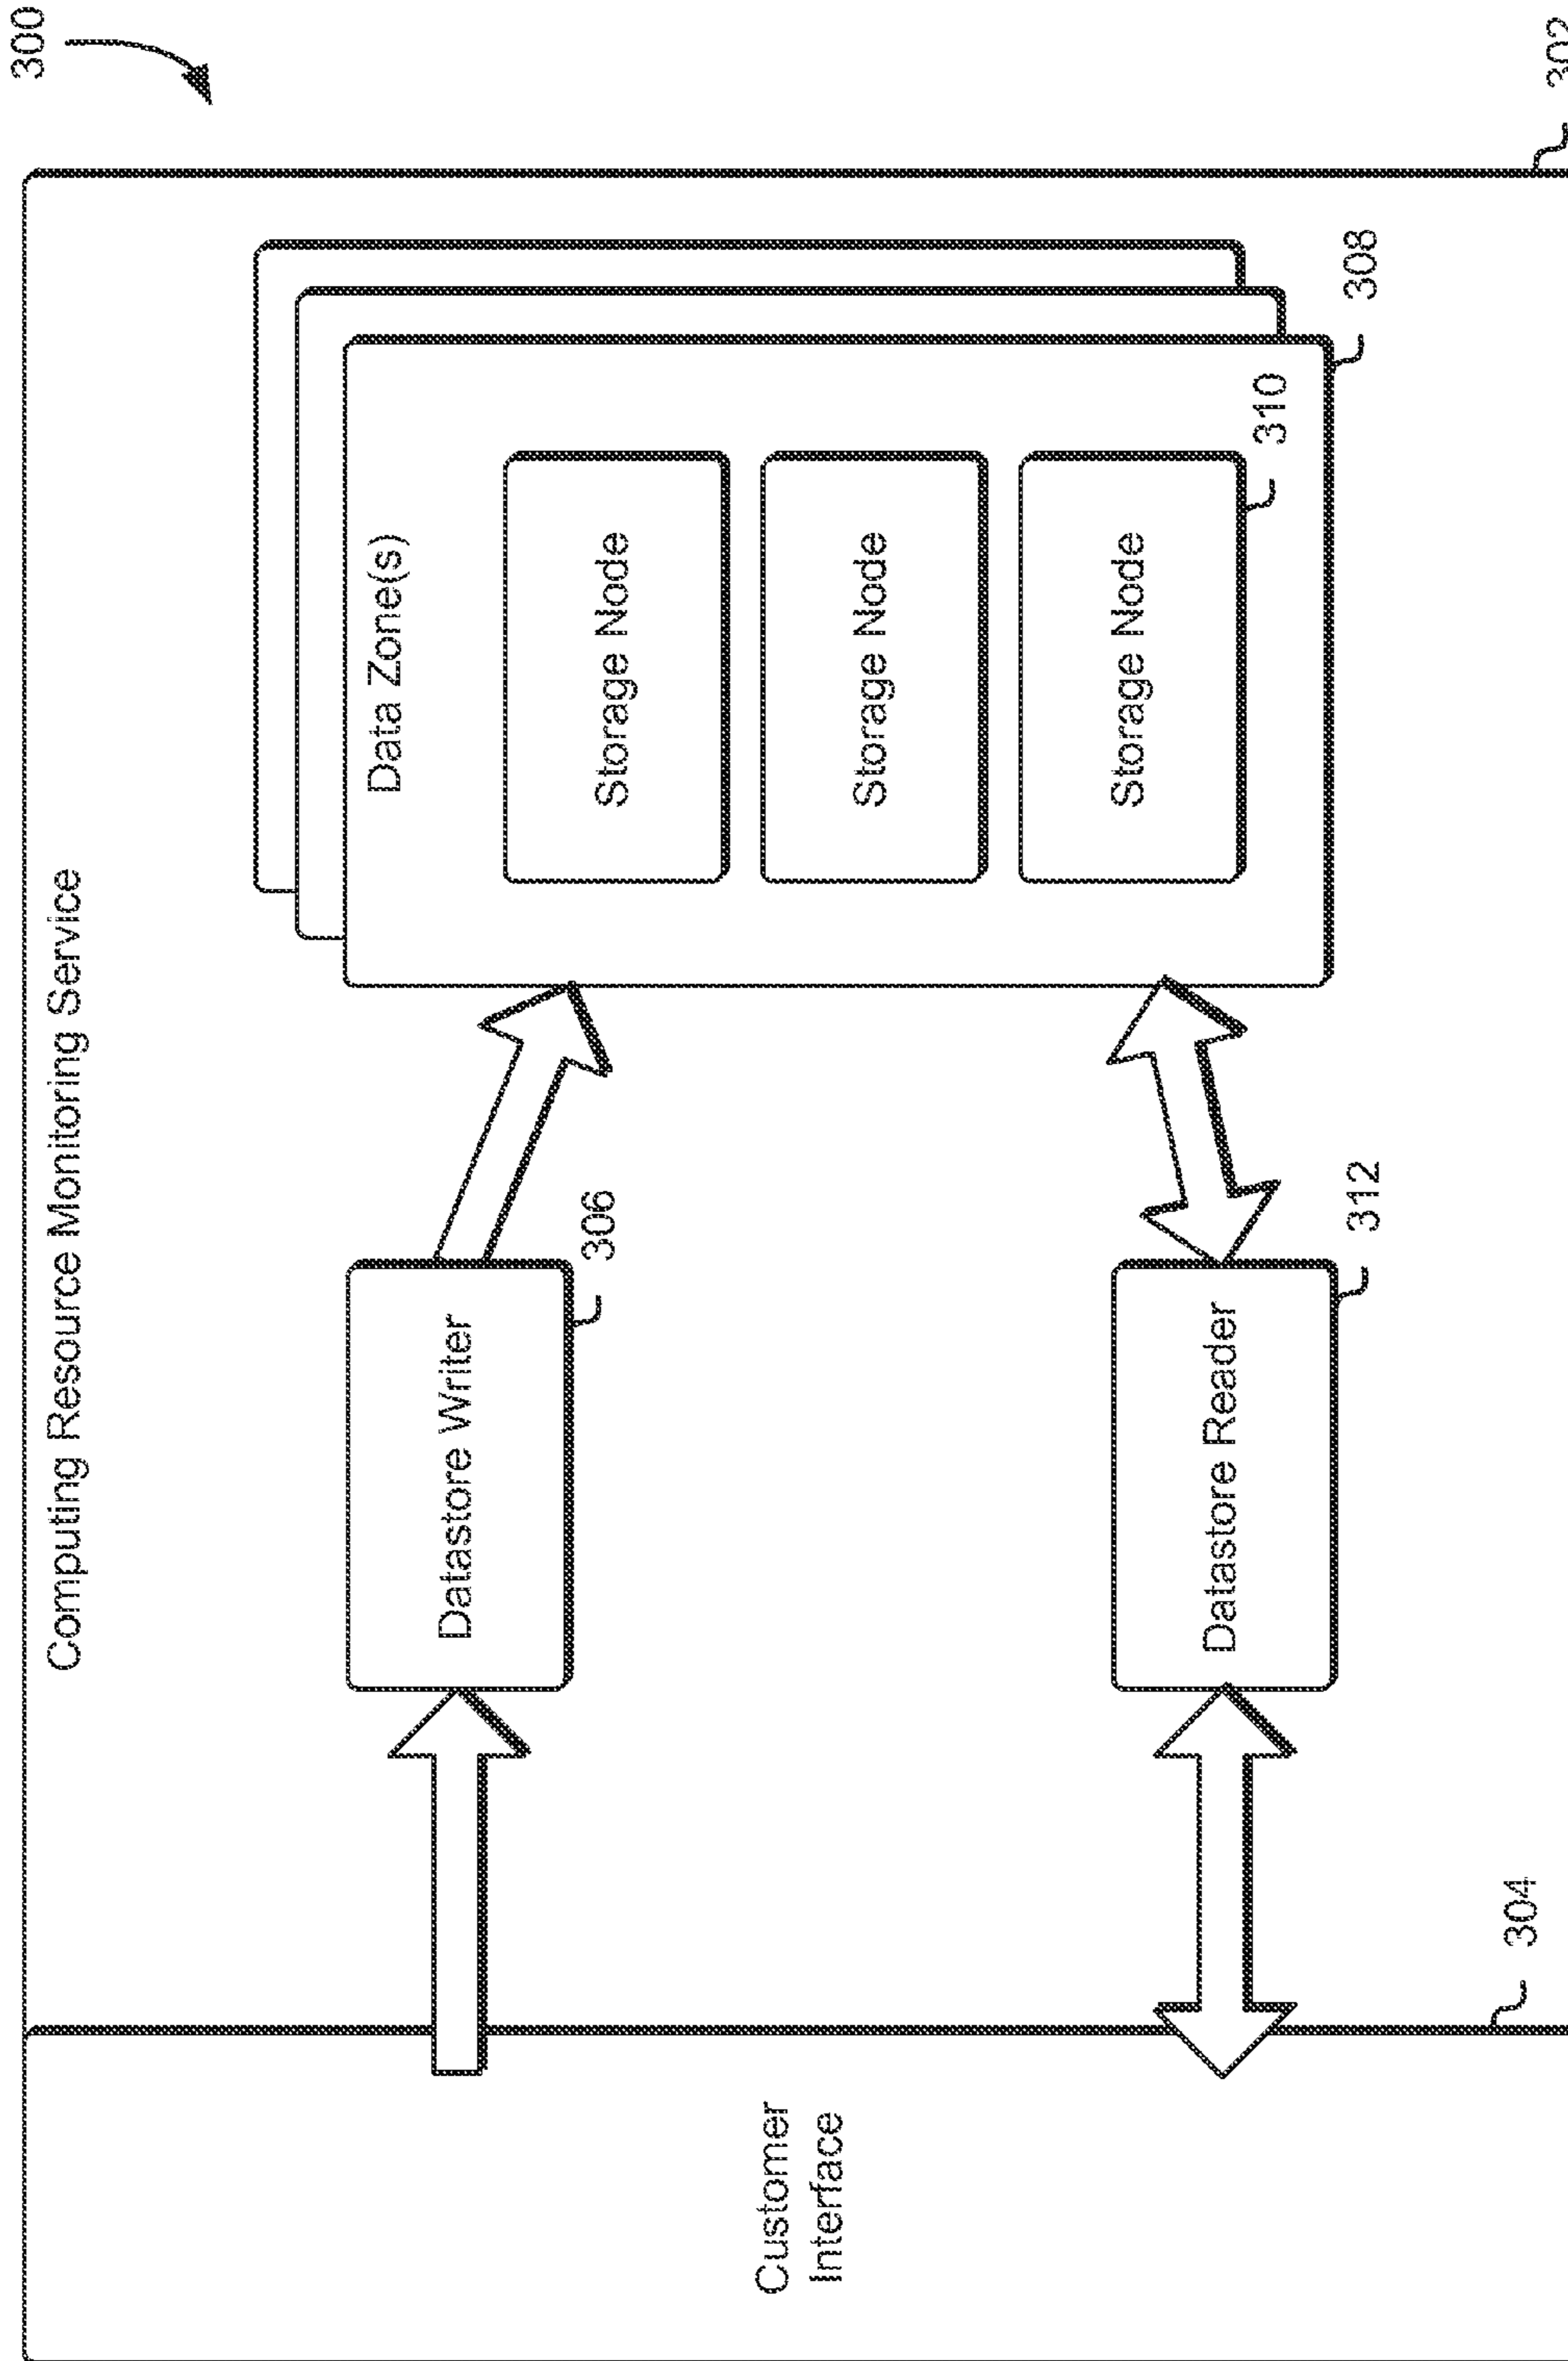 300
Computing Resource Monitoring Service
Customer
Interface
Datastore Writer
306
Data Zone(s)
Storage Node
Storage Node
Storage Node
310
308
Datastore Reader
312
304
302